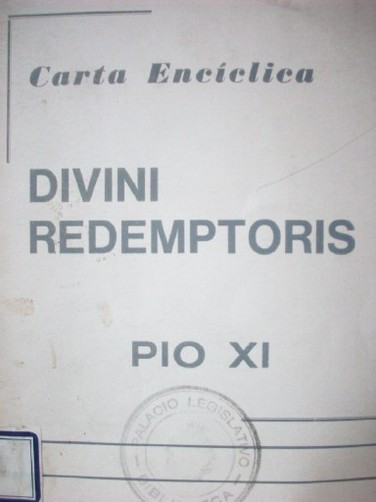 Carta Encíclica
DIVINI
REDEMPTORIS
PIO XI
PALACIO LEGISLATIVO